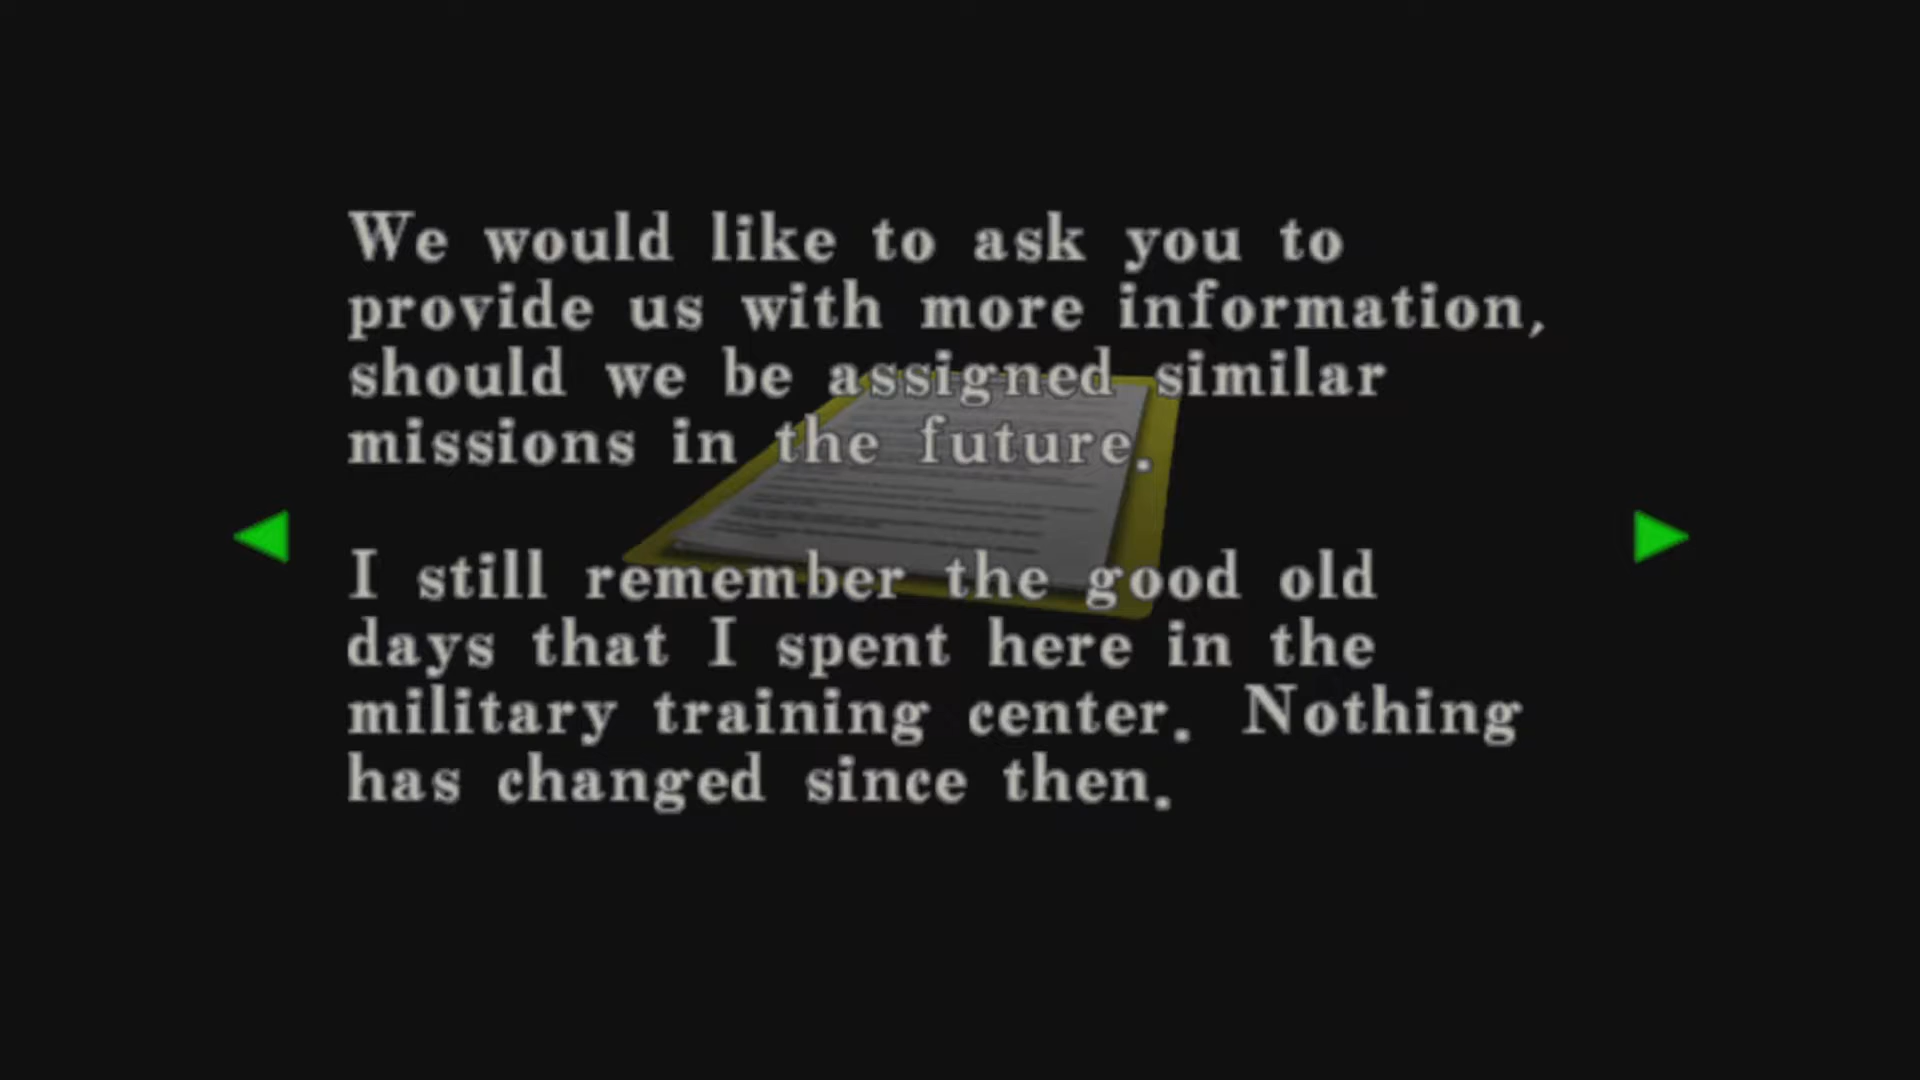 We would like to ask you to
provide us with more information,
should we be assigned similar
missions in the future.
I still remember the good old
days that I spent here in the
military training center. Nothing
has changed since then.